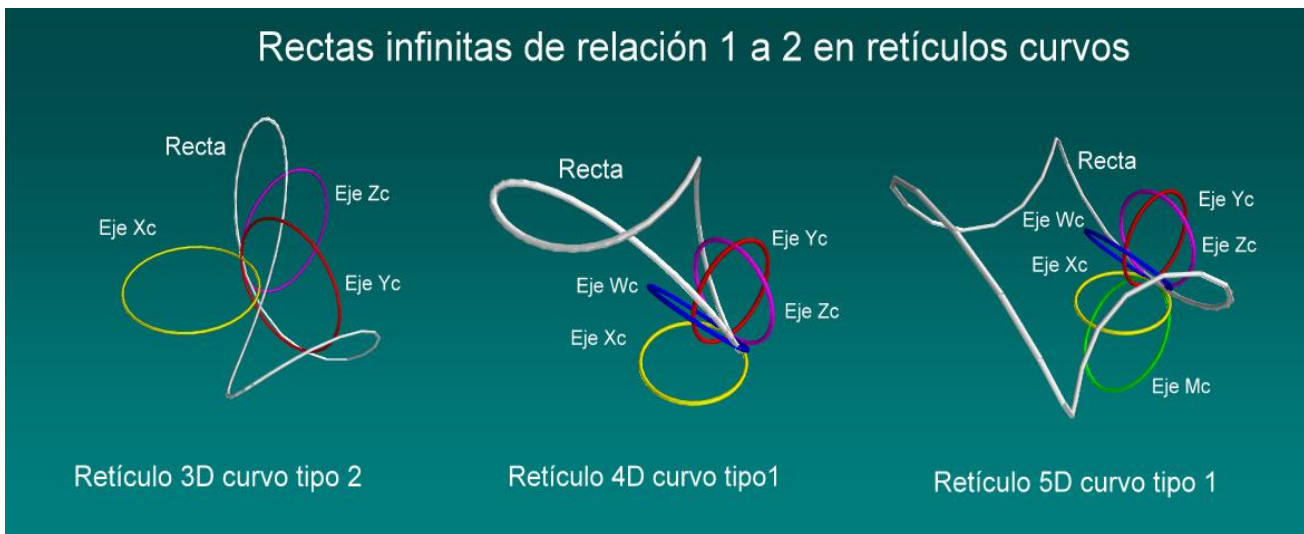 Rectas infinitas de relación 1 a 2 en retículos curvos
Recta
Eje Zc
Eje Xc
Eje Yc
Retículo 3D curvo tipo 2
Recta
Eje Yc
Eje Wc
Eje Zc
Eje Xc
Retículo 4D curvo tipo1
Recta
Eje Yc
Eje Wc
Eje Zc
Eje Xc
Eje Mc
Retículo 5D curvo tipo 1